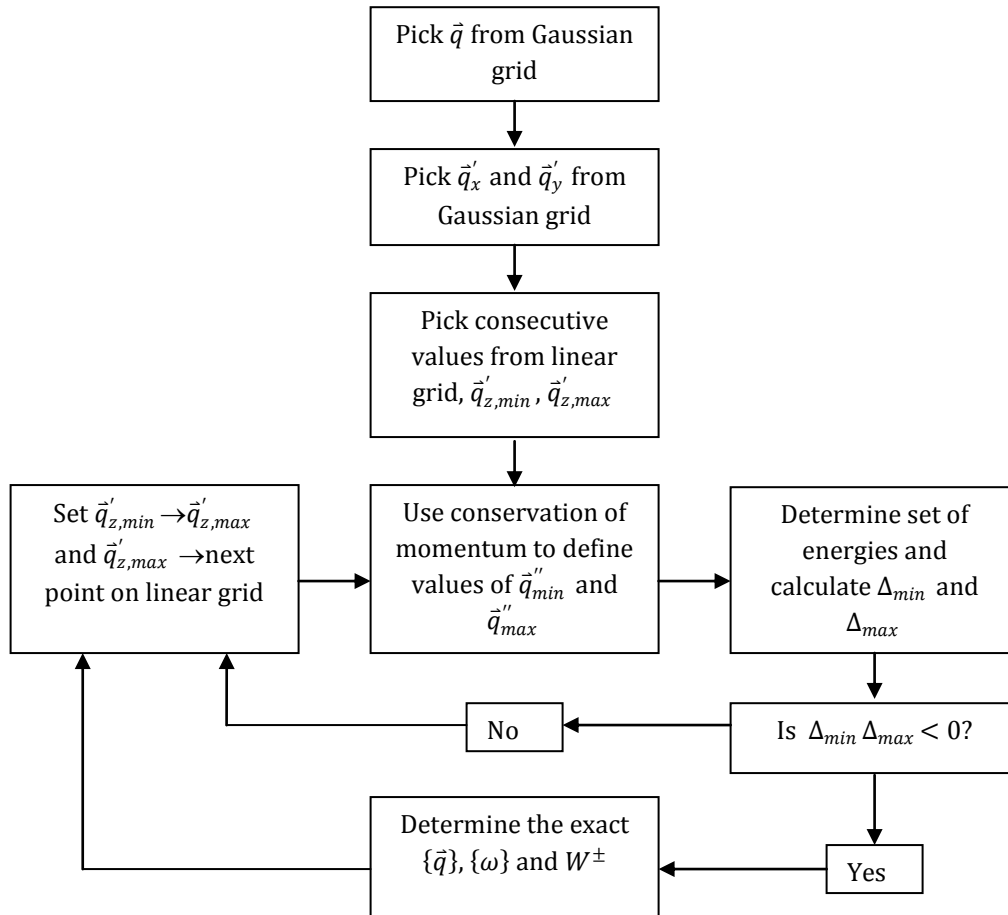 Pick q⃗ from Gaussian
grid
Pick q⃗′x and q⃗′y from
Gaussian grid
Pick consecutive
values from linear
grid, q⃗′z,min , q⃗′z,max
Set q⃗′z,min →q⃗′z,max
and q⃗′z,max →next
point on linear grid
Use conservation of
momentum to define
values of q⃗″min and
q⃗″max
Determine set of
energies and
calculate Δmin and
Δmax
No
Is Δmin Δmax < 0?
Determine the exact
{q⃗}, {ω} and W±
Yes